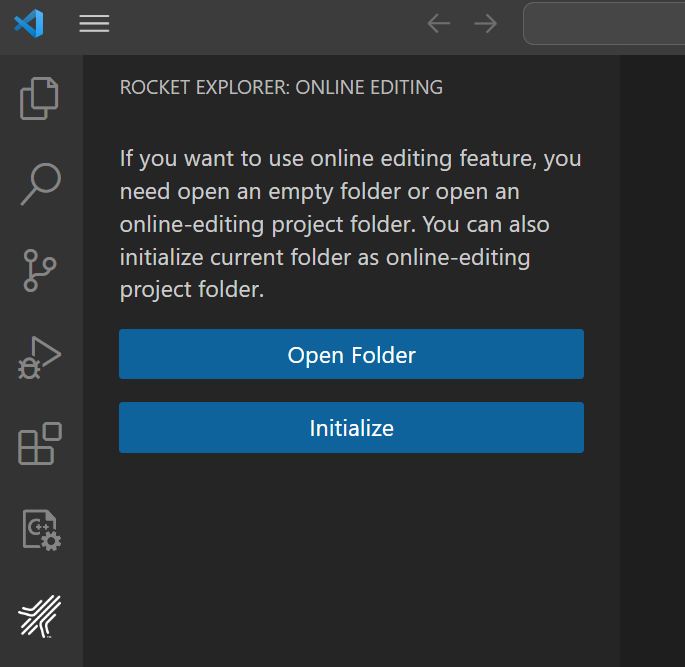 ROCKET EXPLORER: ONLINE EDITING
If you want to use online editing feature, you
need open an empty folder or open an
online-editing project folder. You can also
initialize current folder as online-editing
project folder.
Open Folder
Initialize
C++